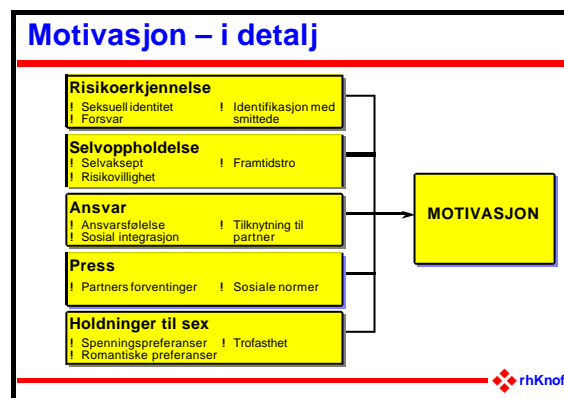 Motivasjon – i detalj
Risikoerkjennelse
! Seksuell identitet
! Forsvar
! Identifikasjon med
smittede
Selvoppholdelse
! Selvaksept
! Risikovillighet
! Framtidstro
Ansvar
! Ansvarsfølelse
! Sosial integrasjon
! Tilknytning til
partner
Press
! Partners forventinger
! Sosiale normer
Holdninger til sex
! Spenningspreferanser
! Romantiske preferanser
! Trofasthet
MOTIVASJON
rhKnof